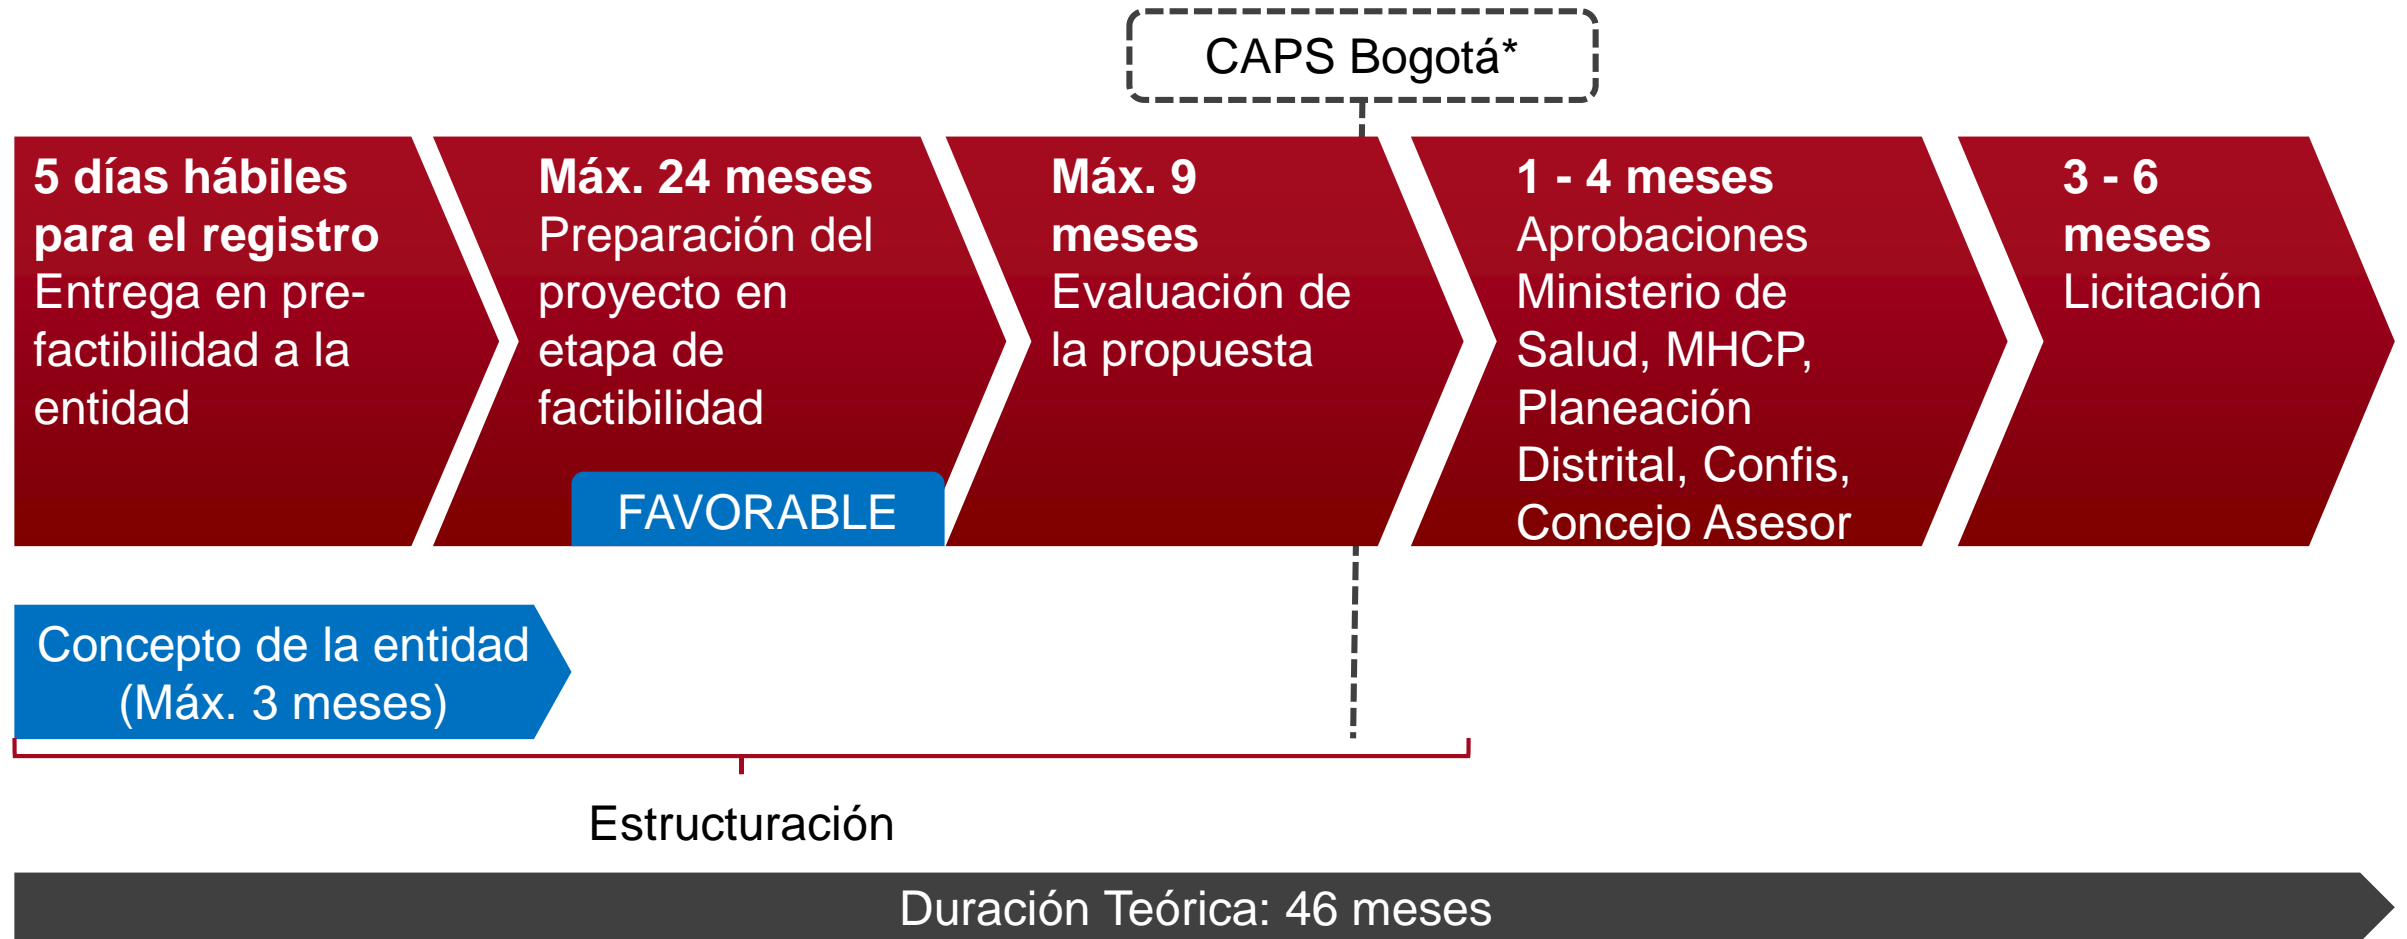 CAPS Bogotá*
5 días hábiles
para el registro
Entrega en pre-
factibilidad a la
entidad
Máx. 24 meses
Preparación del
proyecto en
etapa de
factibilidad
FAVORABLE
Máx. 9
meses
Evaluación de
la propuesta
1 - 4 meses
Aprobaciones
Ministerio de
Salud, MHCP,
Planeación
Distrital, Confis,
Concejo Asesor
3 - 6
meses
Licitación
Concepto de la entidad
(Máx. 3 meses)
Estructuración
Duración Teórica: 46 meses